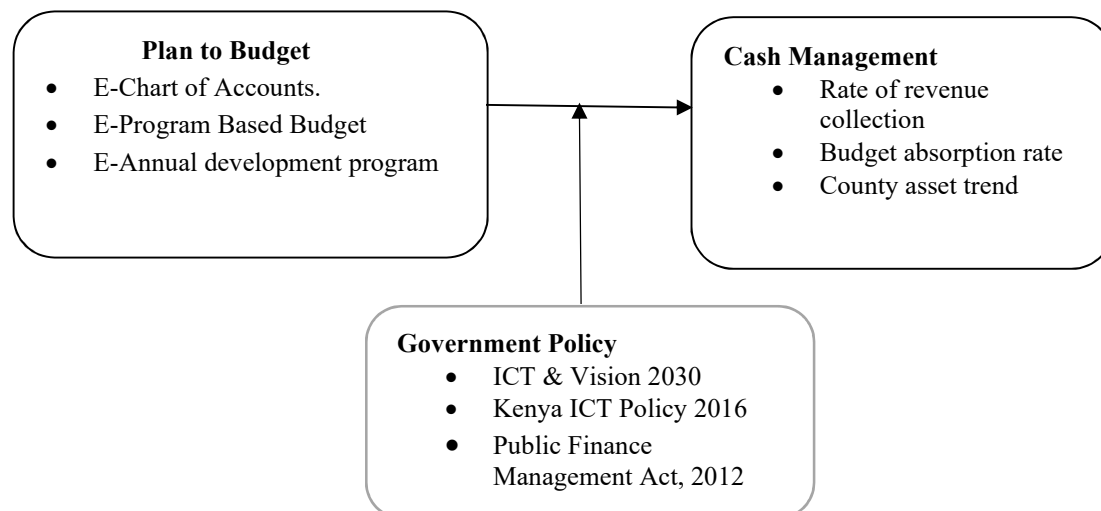 Plan to Budget
• E-Chart of Accounts.
• E-Program Based Budget
• E-Annual development program
Cash Management
• Rate of revenue
collection
• Budget absorption rate
• County asset trend
Government Policy
• ICT & Vision 2030
• Kenya ICT Policy 2016
• Public Finance
Management Act, 2012